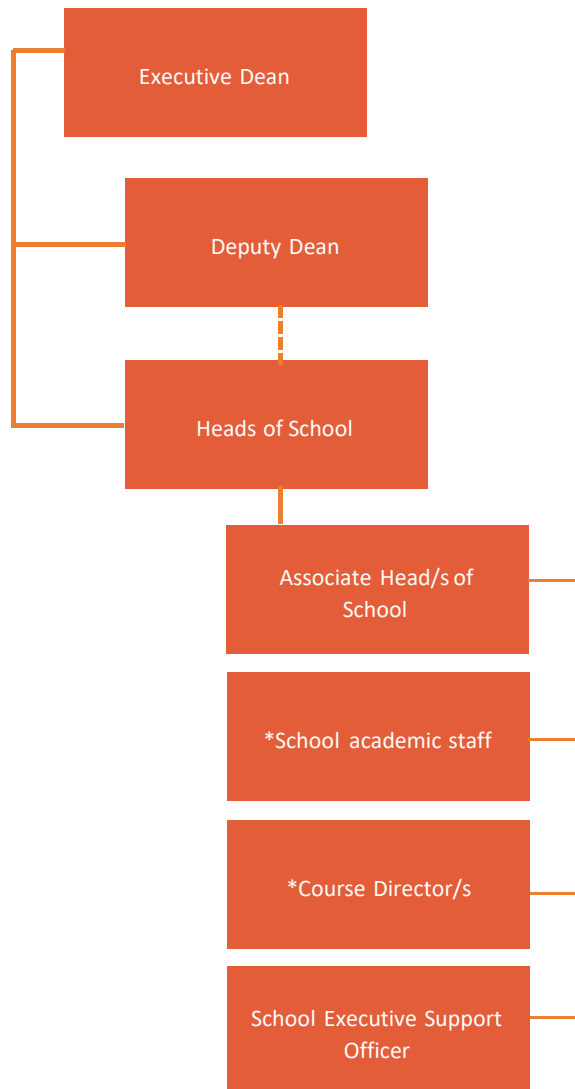 Executive Dean
Deputy Dean
Heads of School
Associate Head/s of
School
*School academic staff
*Course Director/s
School Executive Support
Officer